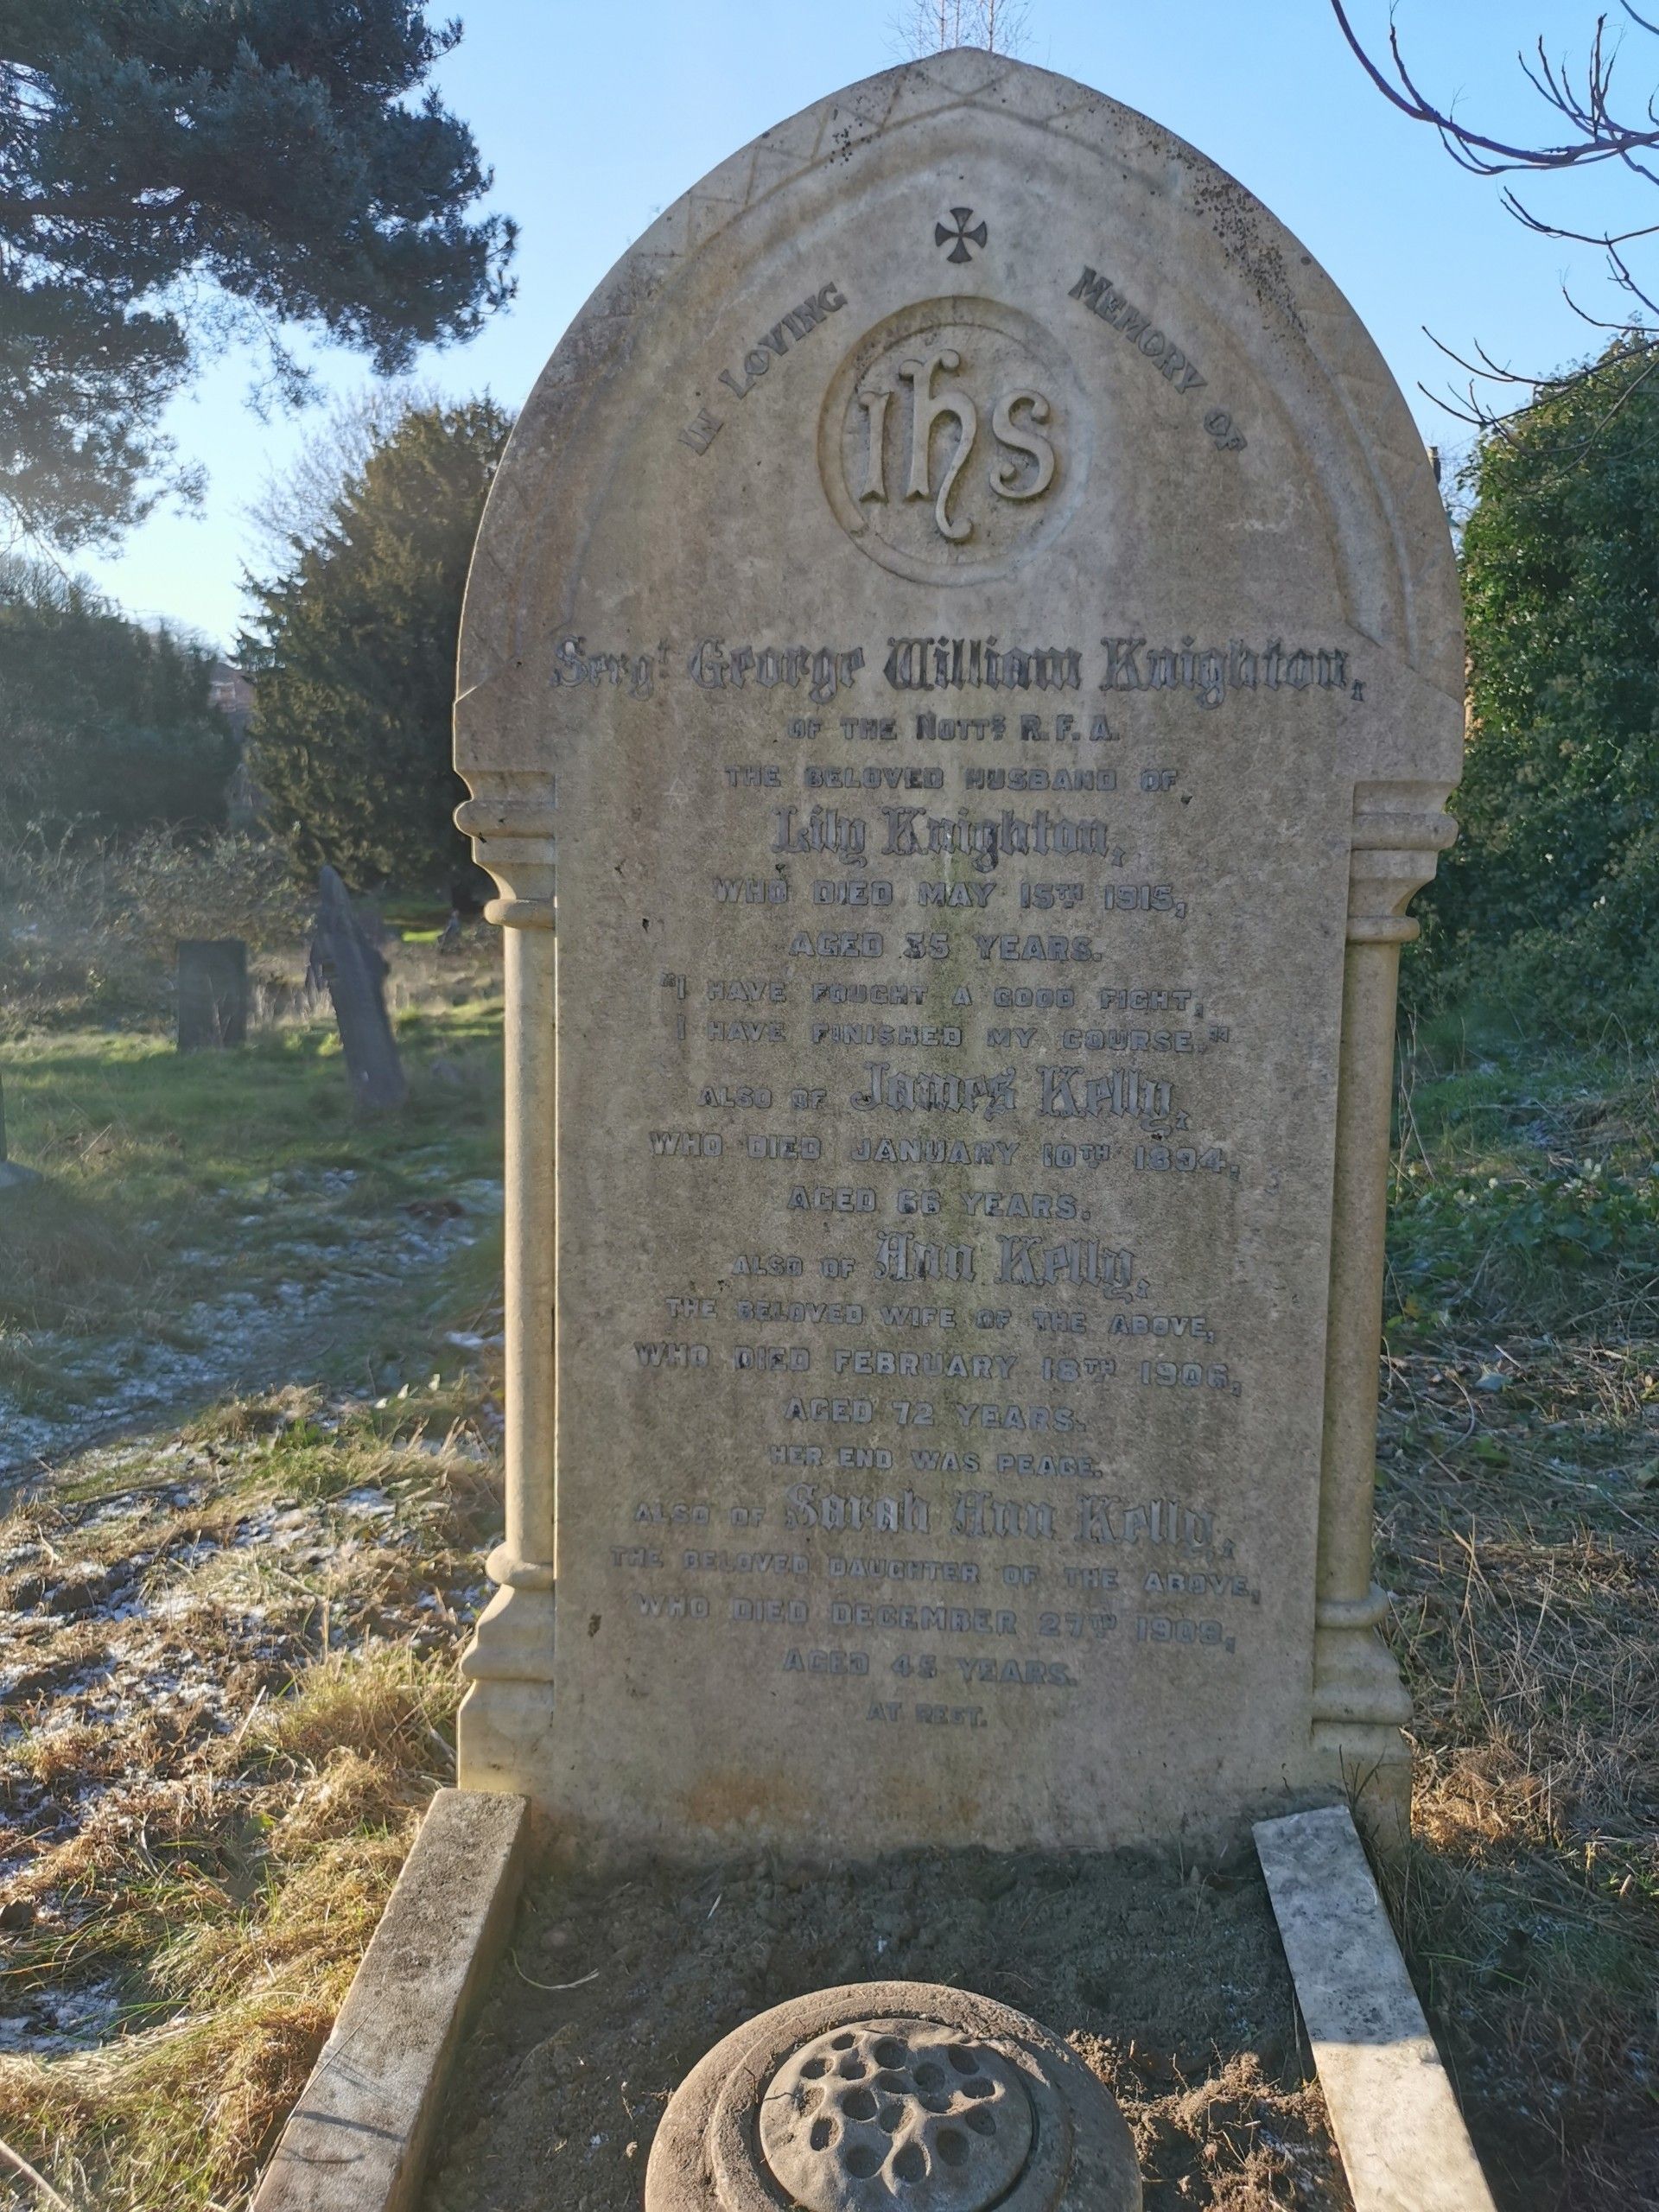 IN LOVING MEMORY OF
IHS
Sergt George William Knighton,
OF THE NOTTS R.F.A.
THE BELOVED HUSBAND OF
Lily Knighton,
WHO DIED MAY 15TH 1915,
AGED 35 YEARS.
"I HAVE FOUGHT A GOOD FIGHT,
I HAVE FINISHED MY COURSE."
ALSO OF James Kelly,
WHO DIED JANUARY 10TH 1894,
AGED 66 YEARS.
ALSO OF Ann Kelly,
THE BELOVED WIFE OF THE ABOVE,
WHO DIED FEBRUARY 18TH 1906,
AGED 72 YEARS.
HER END WAS PEACE.
ALSO OF Sarah Ann Kelly,
THE BELOVED DAUGHTER OF THE ABOVE,
WHO DIED DECEMBER 27TH 1909,
AGED 45 YEARS.
AT REST.